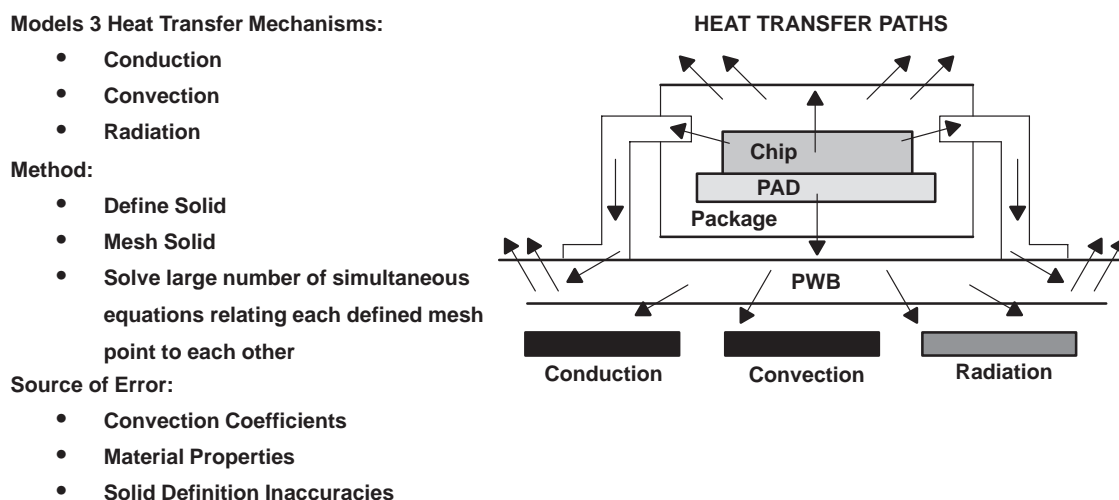 Models 3 Heat Transfer Mechanisms:
• Conduction
• Convection
• Radiation
Method:
• Define Solid
• Mesh Solid
• Solve large number of simultaneous
equations relating each defined mesh
point to each other
Source of Error:
• Convection Coefficients
• Material Properties
• Solid Definition Inaccuracies
HEAT TRANSFER PATHS
Chip
PAD
Package
PWB
Conduction
Convection
Radiation